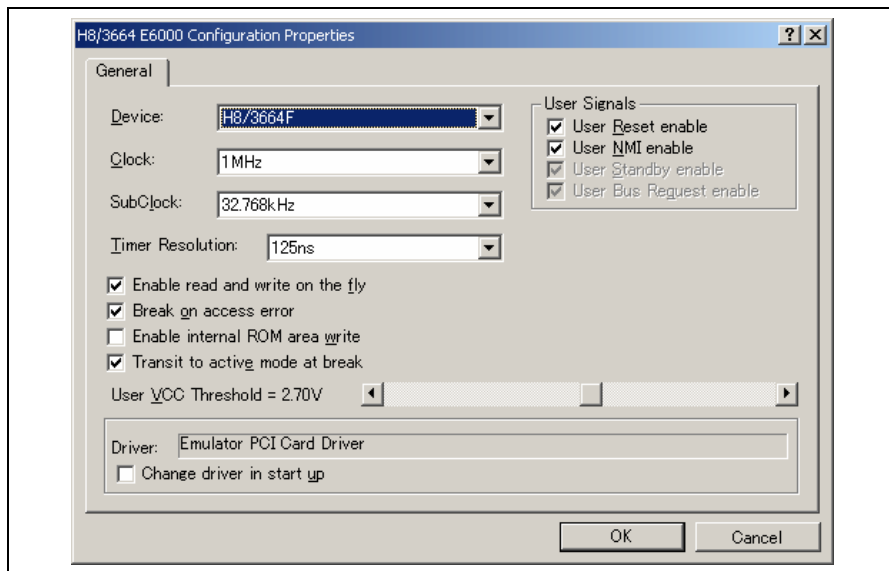 H8/3664 E6000 Configuration Properties
General
Device: H8/3664F
Clock: 1MHz
SubClock: 32.768kHz
Timer Resolution: 125ns
User Signals
User Reset enable
User NMI enable
User Standby enable
User Bus Request enable
Enable read and write on the fly
Break on access error
Enable internal ROM area write
Transit to active mode at break
User VCC Threshold = 2.70V
Driver: Emulator PCI Card Driver
Change driver in start up
OK Cancel